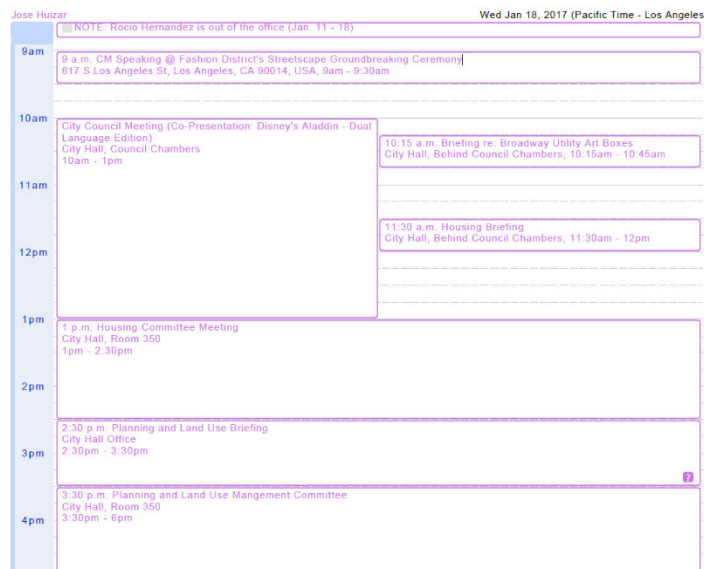 Jose Huizar
Wed Jan 18, 2017 (Pacific Time - Los Angeles
NOTE: Rocio Hernandez is out of the office (Jan. 11 - 18)
9am
9 a.m. CM Speaking @ Fashion District's Streetscape Groundbreaking Ceremony
817 S Los Angeles St, Los Angeles, CA 90014, USA, 9am - 9:30am
10am
City Council Meeting (Co-Presentation: Disney's Aladdin - Dual
Language Edition)
City Hall, Council Chambers
10am - 1pm
10:15 a.m. Briefing re: Broadway Utility Art Boxes
City Hall, Behind Council Chambers, 10:15am - 10:45am
11am
11:30 a.m. Housing Briefing
City Hall, Behind Council Chambers, 11:30am - 12pm
12pm
1pm
1 p.m. Housing Committee Meeting
City Hall, Room 350
1pm - 2:30pm
2pm
2:30 p.m. Planning and Land Use Briefing
City Hall Office
2:30pm - 3:30pm
3pm
?
3:30 p.m. Planning and Land Use Mangement Committee
City Hall, Room 350
3:30pm - 6pm
4pm